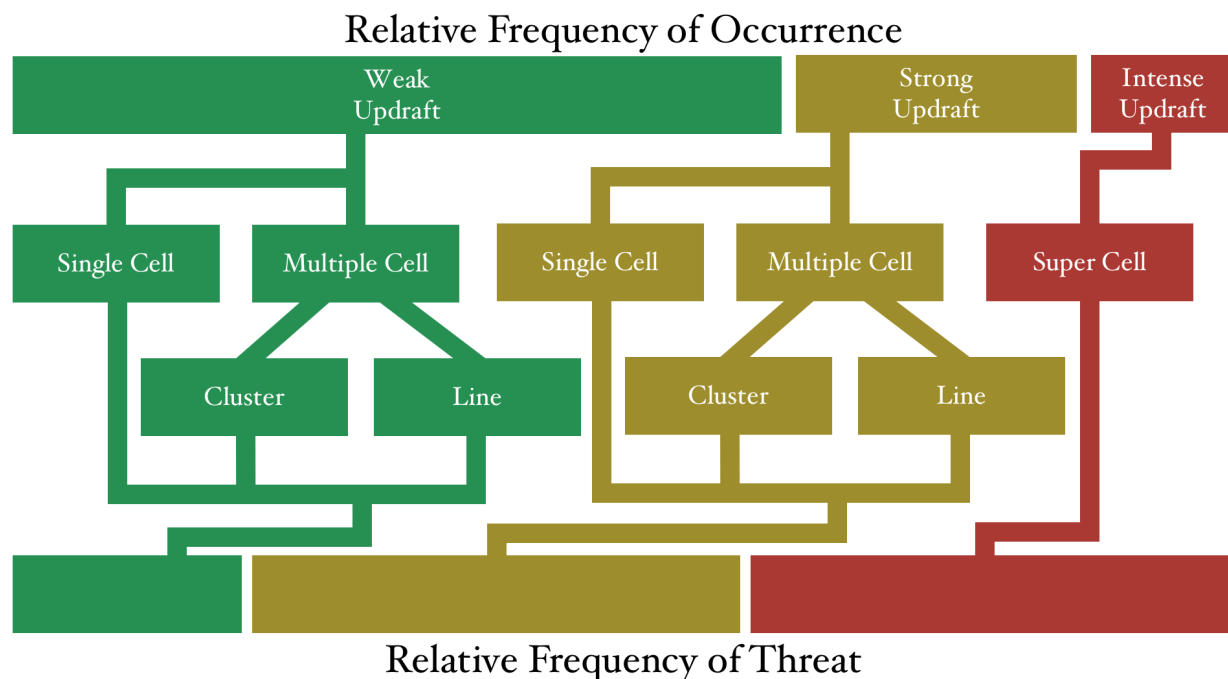 Relative Frequency of Occurrence
Weak
Updraft
Strong
Updraft
Intense
Updraft
Single Cell
Multiple Cell
Single Cell
Multiple Cell
Super Cell
Cluster
Line
Cluster
Line
Relative Frequency of Threat